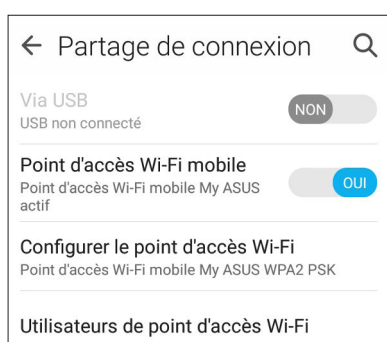 Partage de connexion
Via USB
NON
USB non connecté
Point d'accès Wi-Fi mobile
Point d'accès Wi-Fi mobile My ASUS
actif
OUI
Configurer le point d'accès Wi-Fi
Point d'accès Wi-Fi mobile My ASUS WPA2 PSK
Utilisateurs de point d'accès Wi-Fi